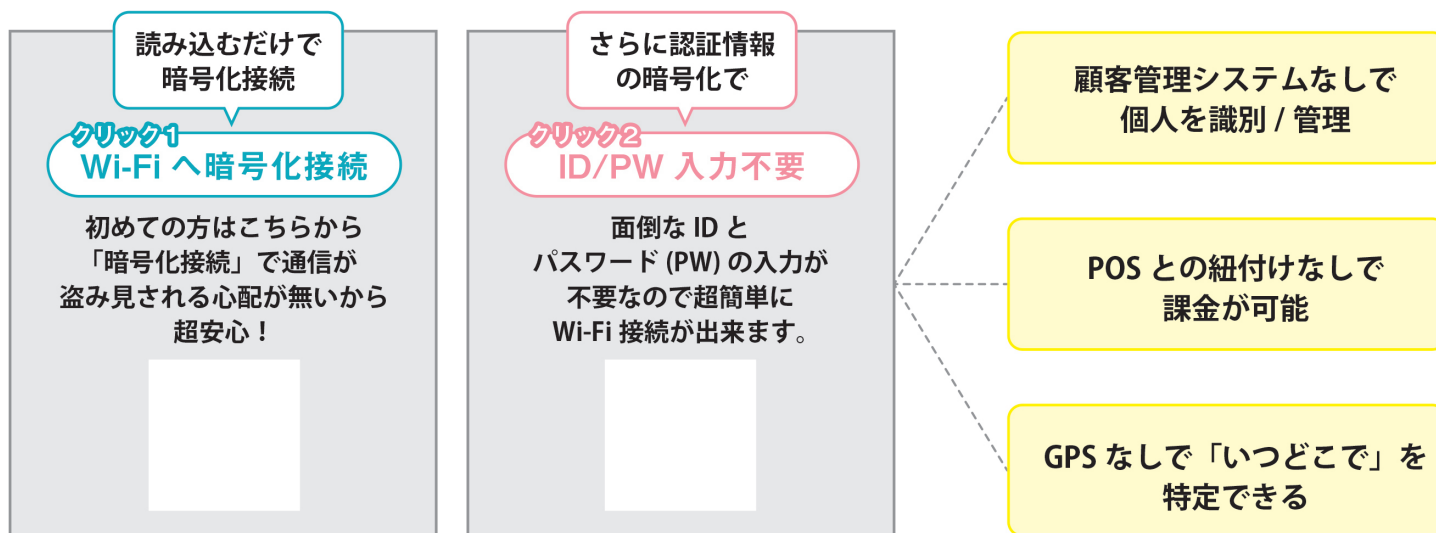 読み込むだけで
暗号化接続
クリック1
Wi-Fi へ暗号化接続
初めての方はこちらから
「暗号化接続」で通信が
盗み見される心配が無いから
超安心！
さらに認証情報
の暗号化で
クリック2
ID/PW 入力不要
面倒な ID と
パスワード (PW) の入力が
不要なので超簡単に
Wi-Fi 接続が出来ます。
顧客管理システムなしで
個人を識別 / 管理
POS との紐付けなしで
課金が可能
GPS なしで「いつどこで」を
特定できる